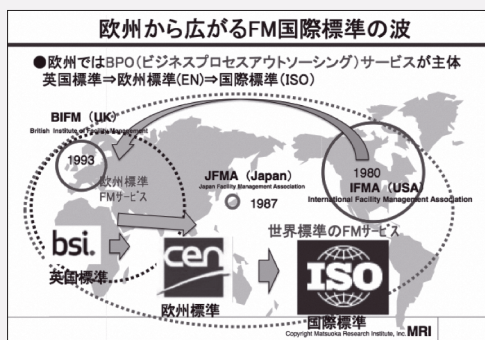 欧州から広がるFM国際標準の波
●欧州ではBPO(ビジネスプロセスアウトソーシング)サービスが主体
英国標準⇒欧州標準(EN)⇒国際標準(ISO)
BIFM (UK)
British Institute of Facility Management
1993
欧州標準
FMサービス
JFMA (Japan)
Japan Facility Management Association
1987
1980
IFMA (USA)
International Facility Management Association
世界標準のFMサービス
bsi.
英国標準
cen
欧州標準
ISO
国際標準
Copyright Matsuoka Research Institute, Inc. MRI